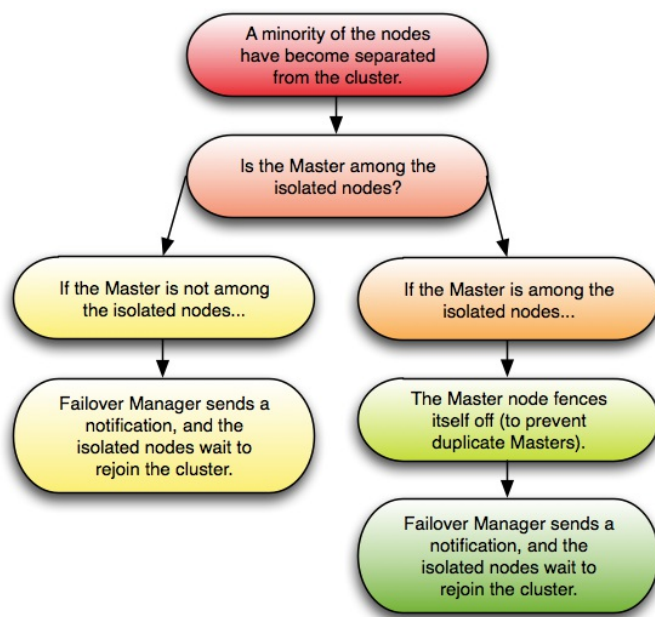 A minority of the nodes
have become separated
from the cluster.
Is the Master among the
isolated nodes?
If the Master is not among
the isolated nodes...
If the Master is among the
isolated nodes...
Failover Manager sends a
notification, and the
isolated nodes wait to
rejoin the cluster.
The Master node fences
itself off (to prevent
duplicate Masters).
Failover Manager sends a
notification, and the
isolated nodes wait to
rejoin the cluster.